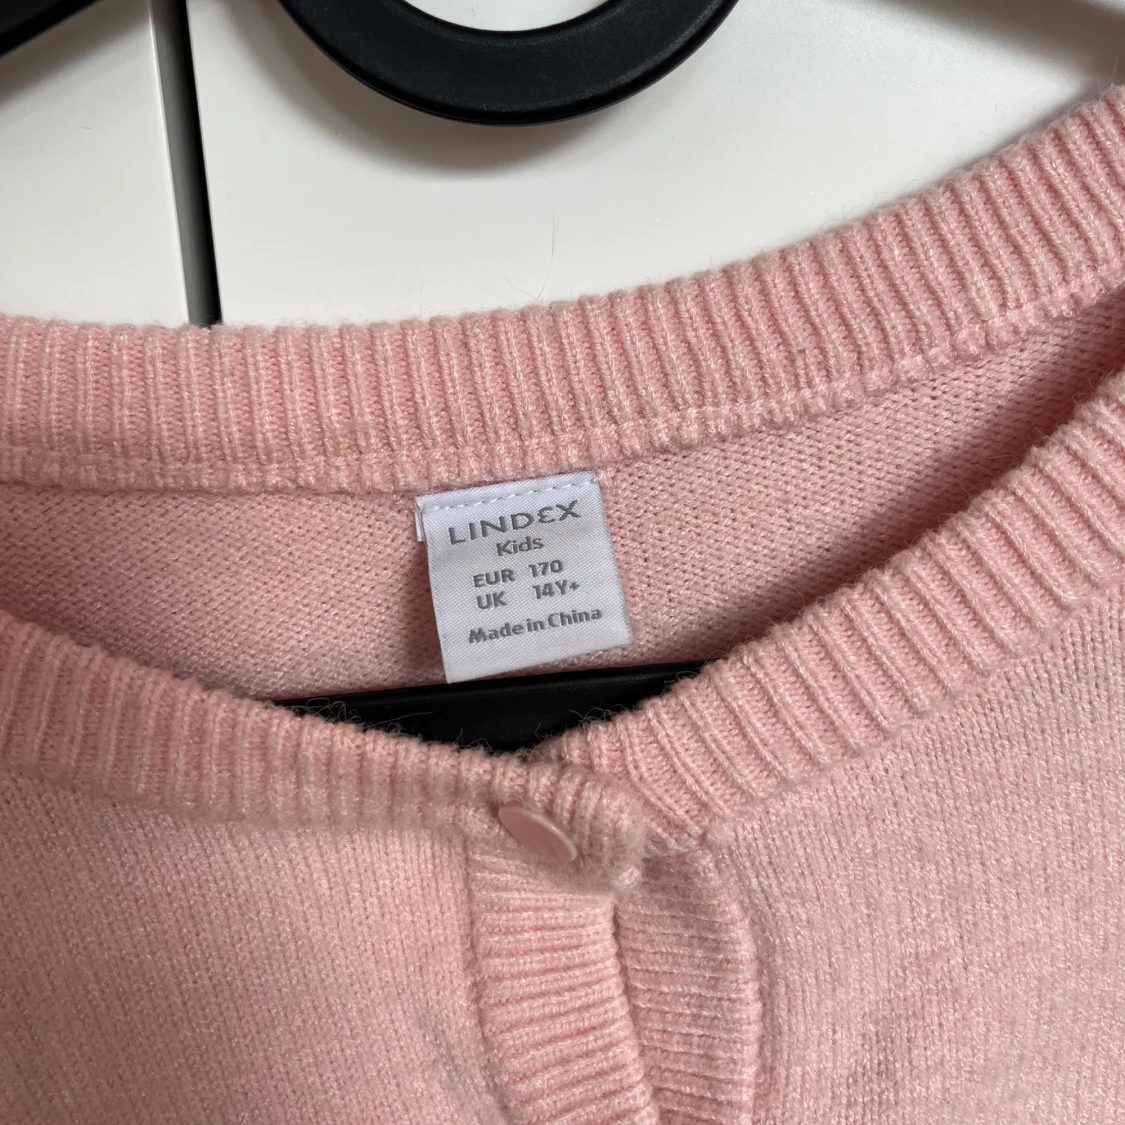 LINDEX
Kids
EUR 170
UK 14Y+
Made in China